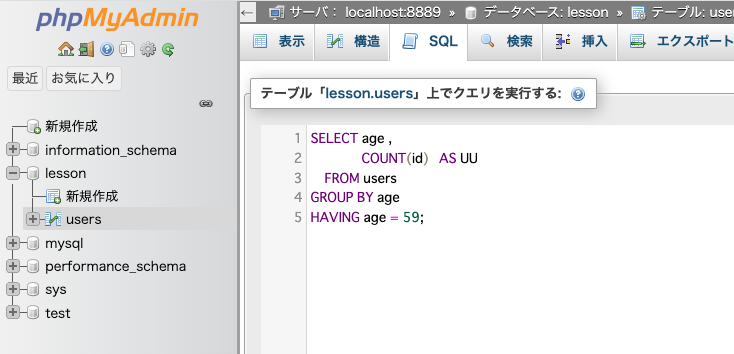 phpMyAdmin
最近 お気に入り
新規作成
information_schema
lesson
新規作成
users
mysql
performance_schema
sys
test
サーバ: localhost:8889 » データベース: lesson » テーブル: user
表示 構造 SQL 検索 挿入 エクスポート
テーブル「lesson.users」上でクエリを実行する:
1 SELECT age ,
2 COUNT(id) AS UU
3 FROM users
4 GROUP BY age
5 HAVING age = 59;